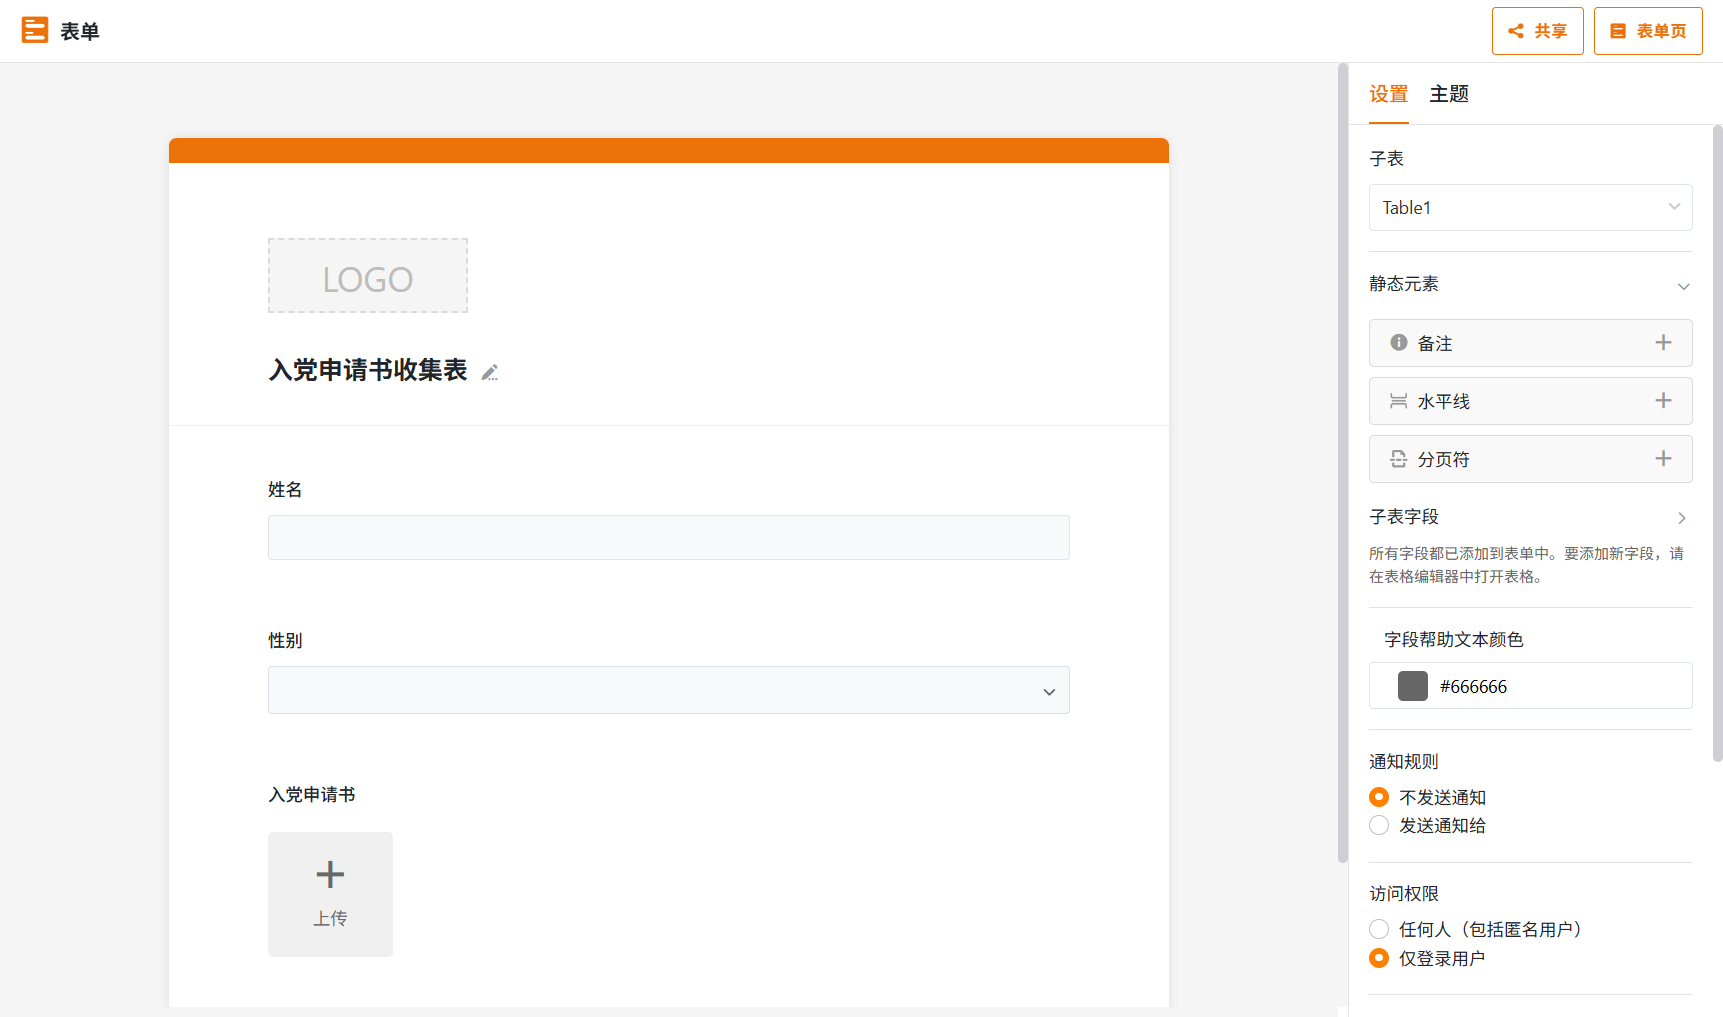 表单
共享
表单页
LOGO
入党申请书收集表
姓名
性别
入党申请书
上传
设置
主题
子表
Table1
静态元素
备注
水平线
分页符
子表字段
所有字段都已添加到表单中。要添加新字段，请
在表格编辑器中打开表格。
字段帮助文本颜色
#666666
通知规则
不发送通知
发送通知给
访问权限
任何人（包括匿名用户）
仅登录用户